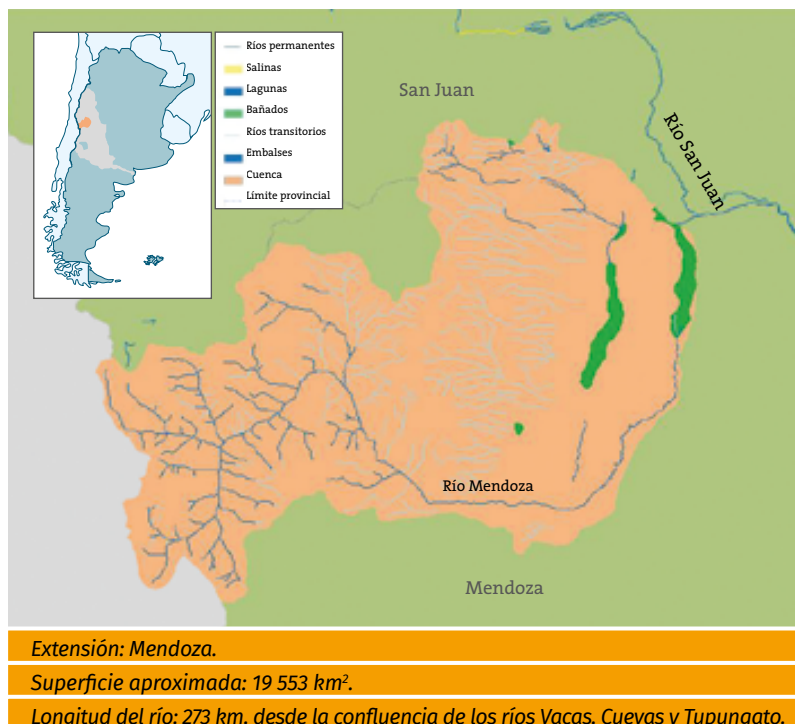 Ríos permanentes
Salinas
Lagunas
Bañados
Ríos transitorios
Embalses
Cuenca
Límite provincial
San Juan
Río San Juan
Río Mendoza
Mendoza
Extensión: Mendoza.
Superficie aproximada: 19 553 km².
Longitud del río: 273 km, desde la confluencia de los ríos Vacas, Cuevas y Tupungato.